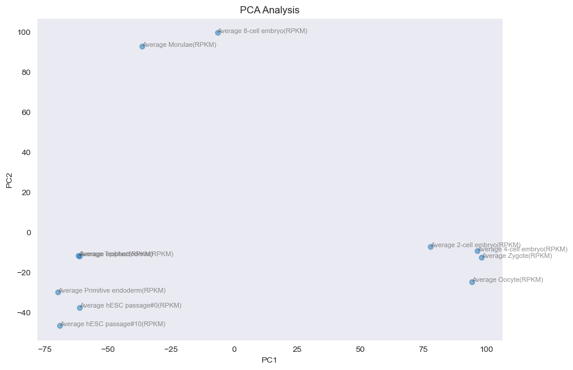 PCA Analysis
100
80
60
40
20
0
−20
−40
PC2
Average 8-cell embryo(RPKM)
Average Morulae(RPKM)
Average 2-cell embryo(RPKM)
Average 4-cell embryo(RPKM)
Average Zygote(RPKM)
Average Oocyte(RPKM)
Average Primitive endoderm(RPKM)
Average hESC passage#0(RPKM)
Average hESC passage#10(RPKM)
−75
−50
−25
0
25
50
75
100
PC1